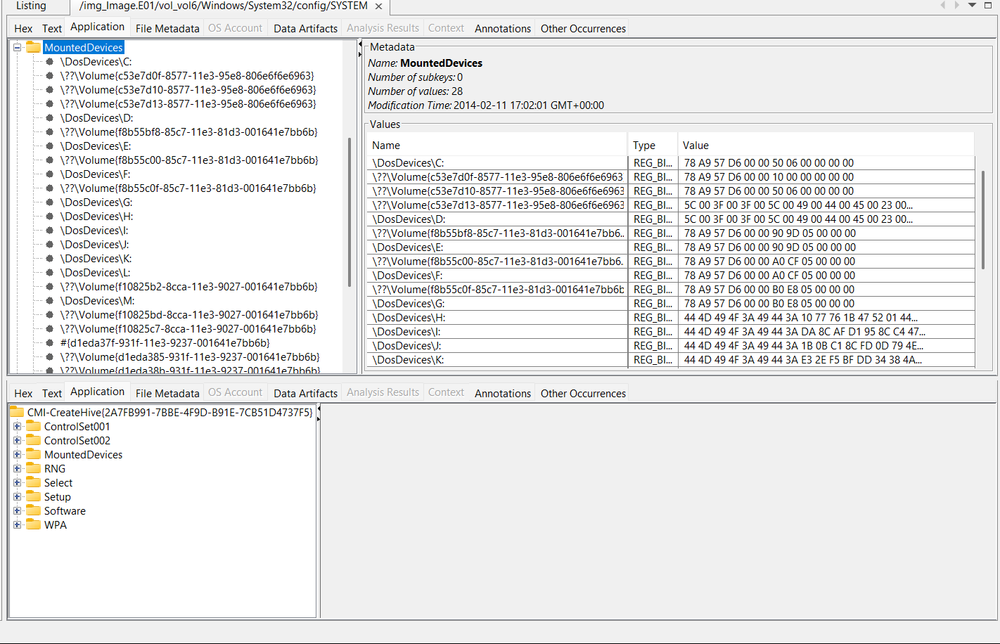 Listing /img_Image.E01/vol_vol6/Windows/System32/config/SYSTEM
Hex Text Application File Metadata OS Account Data Artifacts Analysis Results Context Annotations Other Occurrences
MountedDevices
\DosDevices\C:
\??\Volume{c53e7d0f-8577-11e3-95e8-806e6f6e6963}
\??\Volume{c53e7d10-8577-11e3-95e8-806e6f6e6963}
\??\Volume{c53e7d13-8577-11e3-95e8-806e6f6e6963}
\DosDevices\D:
\??\Volume{f8b55bf8-85c7-11e3-81d3-001641e7bb6b}
\DosDevices\E:
\??\Volume{f8b55c00-85c7-11e3-81d3-001641e7bb6b}
\DosDevices\F:
\??\Volume{f8b55c0f-85c7-11e3-81d3-001641e7bb6b}
\DosDevices\G:
\DosDevices\H:
\DosDevices\I:
\DosDevices\J:
\DosDevices\K:
\DosDevices\L:
\??\Volume{f10825b2-8cca-11e3-9027-001641e7bb6b}
\DosDevices\M:
\??\Volume{f10825bd-8cca-11e3-9027-001641e7bb6b}
\??\Volume{f10825c7-8cca-11e3-9027-001641e7bb6b}
#{d1eda37f-931f-11e3-9237-001641e7bb6b}
\??\Volume{d1eda385-931f-11e3-9237-001641e7bb6b}
\??\Volume{d1eda38b-931f-11e3-9237-001641e7bb6b}
Metadata
Name: MountedDevices
Number of subkeys: 0
Number of values: 28
Modification Time: 2014-02-11 17:02:01 GMT+00:00
Values
Name Type Value
\DosDevices\C: REG_BI... 78 A9 57 D6 00 00 50 06 00 00 00 00
\??\Volume{c53e7d0f-8577-11e3-95e8-806e6f6e6963 REG_BI... 78 A9 57 D6 00 00 10 00 00 00 00 00
\??\Volume{c53e7d10-8577-11e3-95e8-806e6f6e6963 REG_BI... 78 A9 57 D6 00 00 50 06 00 00 00 00
\??\Volume{c53e7d13-8577-11e3-95e8-806e6f6e6963 REG_BI... 5C 00 3F 00 3F 00 5C 00 49 00 44 00 45 00 23 00...
\DosDevices\D: REG_BI... 5C 00 3F 00 3F 00 5C 00 49 00 44 00 45 00 23 00...
\??\Volume{f8b55bf8-85c7-11e3-81d3-001641e7bb6... REG_BI... 78 A9 57 D6 00 00 90 9D 05 00 00 00
\DosDevices\E: REG_BI... 78 A9 57 D6 00 00 90 9D 05 00 00 00
\??\Volume{f8b55c00-85c7-11e3-81d3-001641e7bb6... REG_BI... 78 A9 57 D6 00 00 A0 CF 05 00 00 00
\DosDevices\F: REG_BI... 78 A9 57 D6 00 00 A0 CF 05 00 00 00
\??\Volume{f8b55c0f-85c7-11e3-81d3-001641e7bb6b REG_BI... 78 A9 57 D6 00 00 B0 E8 05 00 00 00
\DosDevices\G: REG_BI... 78 A9 57 D6 00 00 B0 E8 05 00 00 00
\DosDevices\H: REG_BI... 44 4D 49 4F 3A 49 44 3A 10 77 76 1B 47 52 01 44...
\DosDevices\I: REG_BI... 44 4D 49 4F 3A 49 44 3A DA 8C AF D1 95 8C C4 47...
\DosDevices\J: REG_BI... 44 4D 49 4F 3A 49 44 3A 1B 0B C1 8C FD 0D 79 4E...
\DosDevices\K: REG_BI... 44 4D 49 4F 3A 49 44 3A E3 2E F5 BF DD 34 38 4A...
Hex Text Application File Metadata OS Account Data Artifacts Analysis Results Context Annotations Other Occurrences
CMI-CreateHive{2A7FB991-7BBE-4F9D-B91E-7CB51D4737F5}
ControlSet001
ControlSet002
MountedDevices
RNG
Select
Setup
Software
WPA